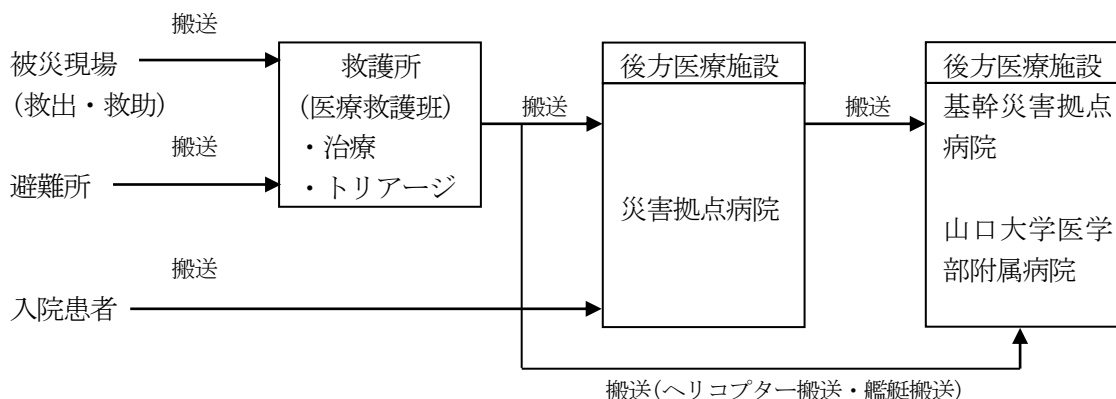 搬送
被災現場
(救出・救助)
搬送
避難所
搬送
入院患者
救護所
(医療救護班)
・治療
・トリアージ
搬送
後方医療施設
災害拠点病院
搬送
後方医療施設
基幹災害拠点
病院
山口大学医学
部附属病院
搬送(ヘリコプター搬送・艦艇搬送)